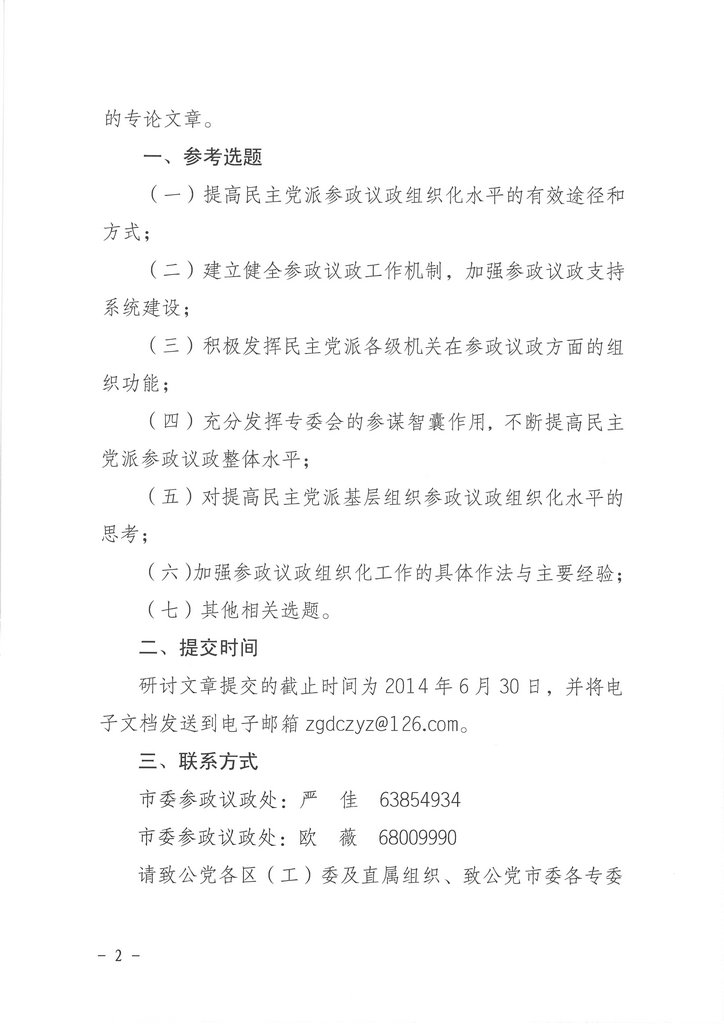 的专论文章。
一、参考选题
（一）提高民主党派参政议政组织化水平的有效途径和
方式；
（二）建立健全参政议政工作机制，加强参政议政支持
系统建设；
（三）积极发挥民主党派各级机关在参政议政方面的组
织功能；
（四）充分发挥专委会的参谋智囊作用，不断提高民主
党派参政议政整体水平；
（五）对提高民主党派基层组织参政议政组织化水平的
思考；
（六）加强参政议政组织化工作的具体作法与主要经验；
（七）其他相关选题。
二、提交时间
研讨文章提交的截止时间为2014年6月30日，并将电
子文档发送到电子邮箱zgdczyz@126.com。
三、联系方式
市委参政议政处：严　佳　63854934
市委参政议政处：欧　薇　68009990
请致公党各区（工）委及直属组织、致公党市委各专委
- 2 -